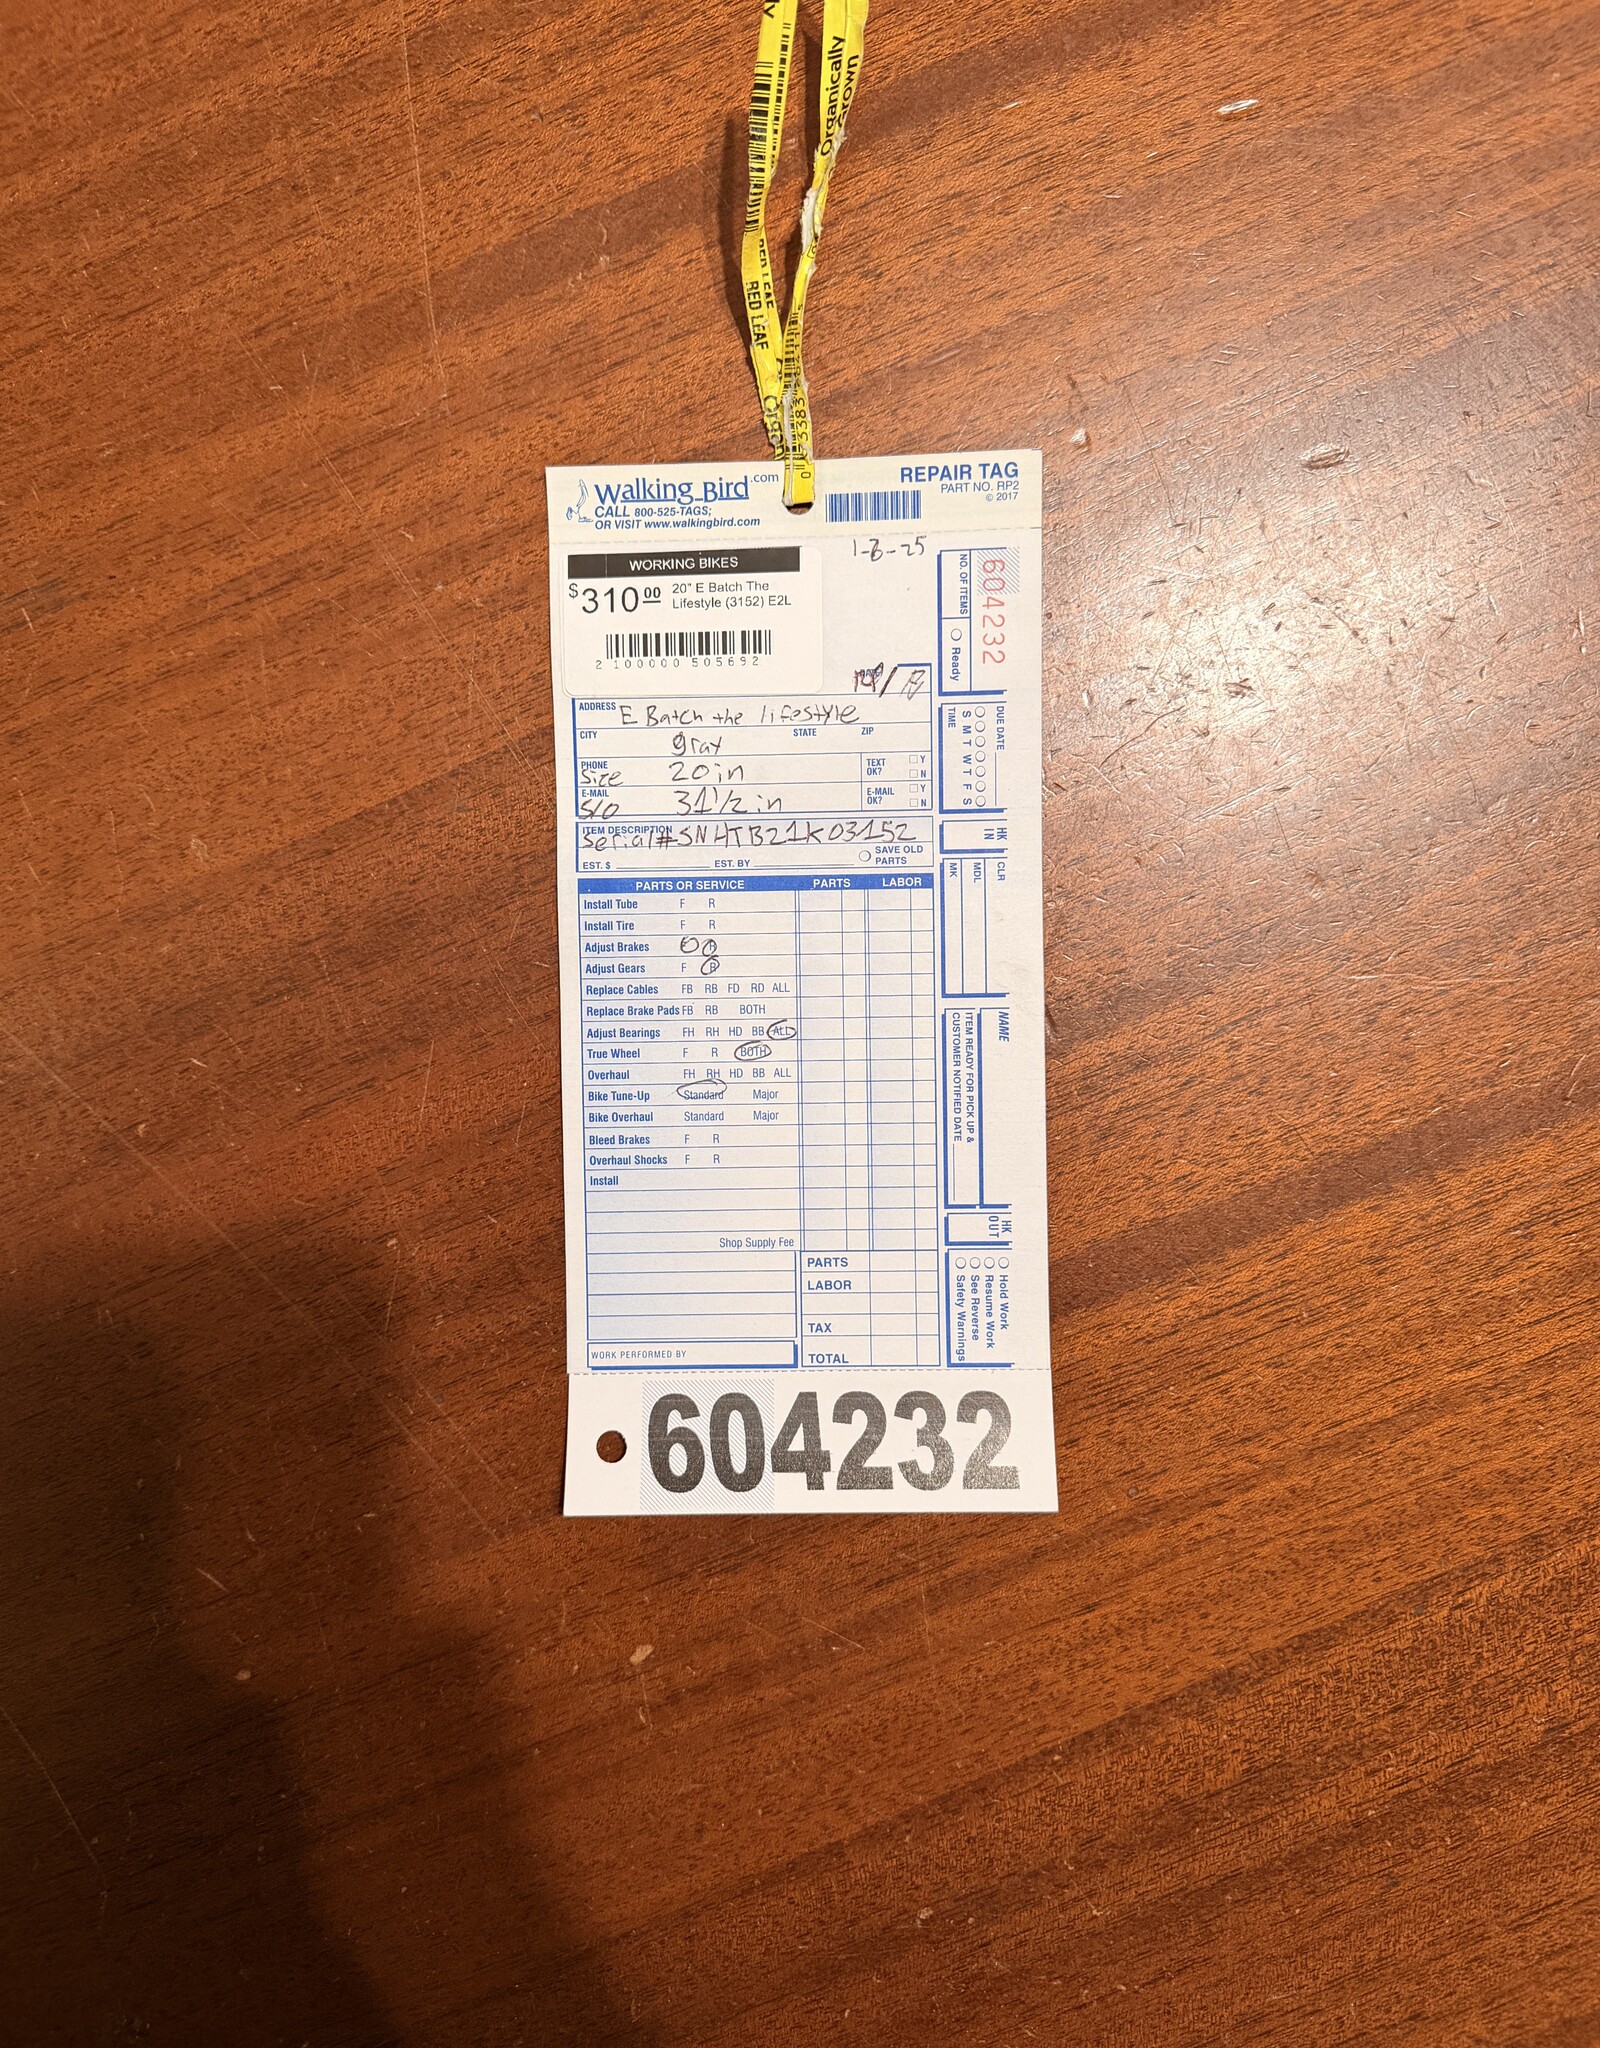 Organically
Grown
RED LEAF
RED LEAF
Walking_Bird.com
CALL 800-525-TAGS;
OR VISIT www.walkingbird.com
REPAIR TAG
PART NO. RP2
© 2017
WORKING BIKES
$310.00
20" E Batch The
Lifestyle (3152) E2L
2 100000 505692
ADDRESS E Batch the lifestyle
CITY gray STATE ZIP
PHONE Size 20in TEXT OK? Y N
E-MAIL S/O 31 1/2 in E-MAIL OK? Y N
ITEM DESCRIPTION
Serial# SNHTB21K03152
EST. $ EST. BY SAVE OLD PARTS
PARTS OR SERVICE PARTS LABOR
Install Tube F R
Install Tire F R
Adjust Brakes F R
Adjust Gears F R
Replace Cables FB RB FD RD ALL
Replace Brake Pads FB RB BOTH
Adjust Bearings FH RH HD BB ALL
True Wheel F R BOTH
Overhaul FH RH HD BB ALL
Bike Tune-Up Standard Major
Bike Overhaul Standard Major
Bleed Brakes F R
Overhaul Shocks F R
Install
Shop Supply Fee
PARTS
LABOR
TAX
TOTAL
WORK PERFORMED BY
604232
NO. OF ITEMS
Ready
DUE DATE
S M T W T F S
TIME
HK IN
CLR
MDL
MK
NAME
ITEM READY FOR PICK UP &
CUSTOMER NOTIFIED DATE
HK OUT
Hold Work
Resume Work
See Reverse
Safety Warnings
604232